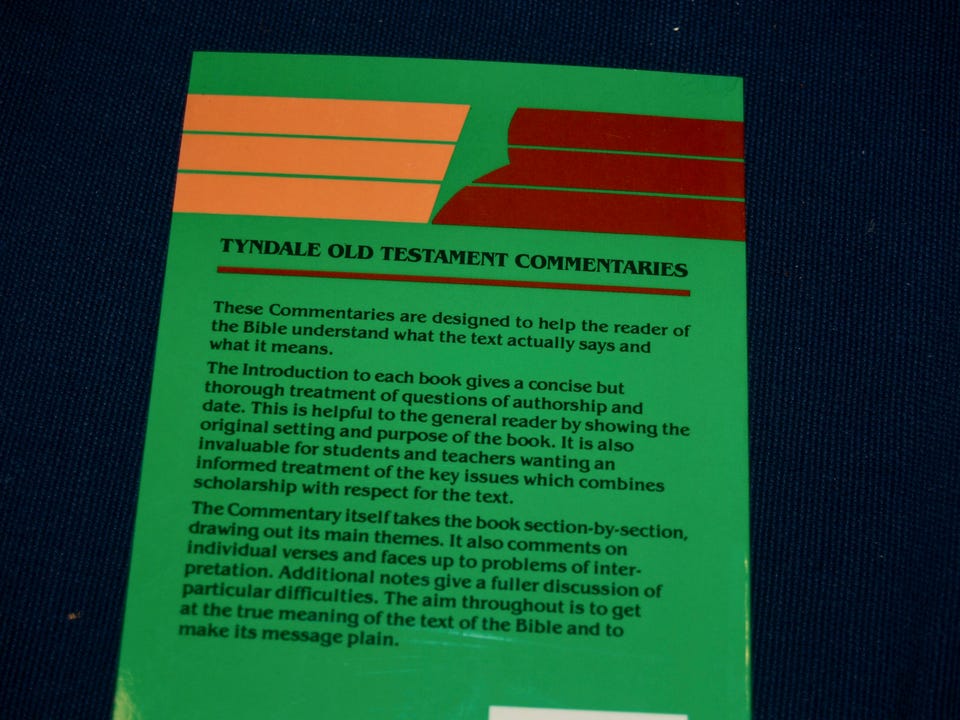 TYNDALE OLD TESTAMENT COMMENTARIES
These Commentaries are designed to help the reader of
the Bible understand what the text actually says and
what it means.
The Introduction to each book gives a concise but
thorough treatment of questions of authorship and
date. This is helpful to the general reader by showing the
original setting and purpose of the book. It is also
invaluable for students and teachers wanting an
informed treatment of the key issues which combines
scholarship with respect for the text.
The Commentary itself takes the book section-by-section,
drawing out its main themes. It also comments on
individual verses and faces up to problems of inter-
pretation. Additional notes give a fuller discussion of
particular difficulties. The aim throughout is to get
at the true meaning of the text of the Bible and to
make its message plain.